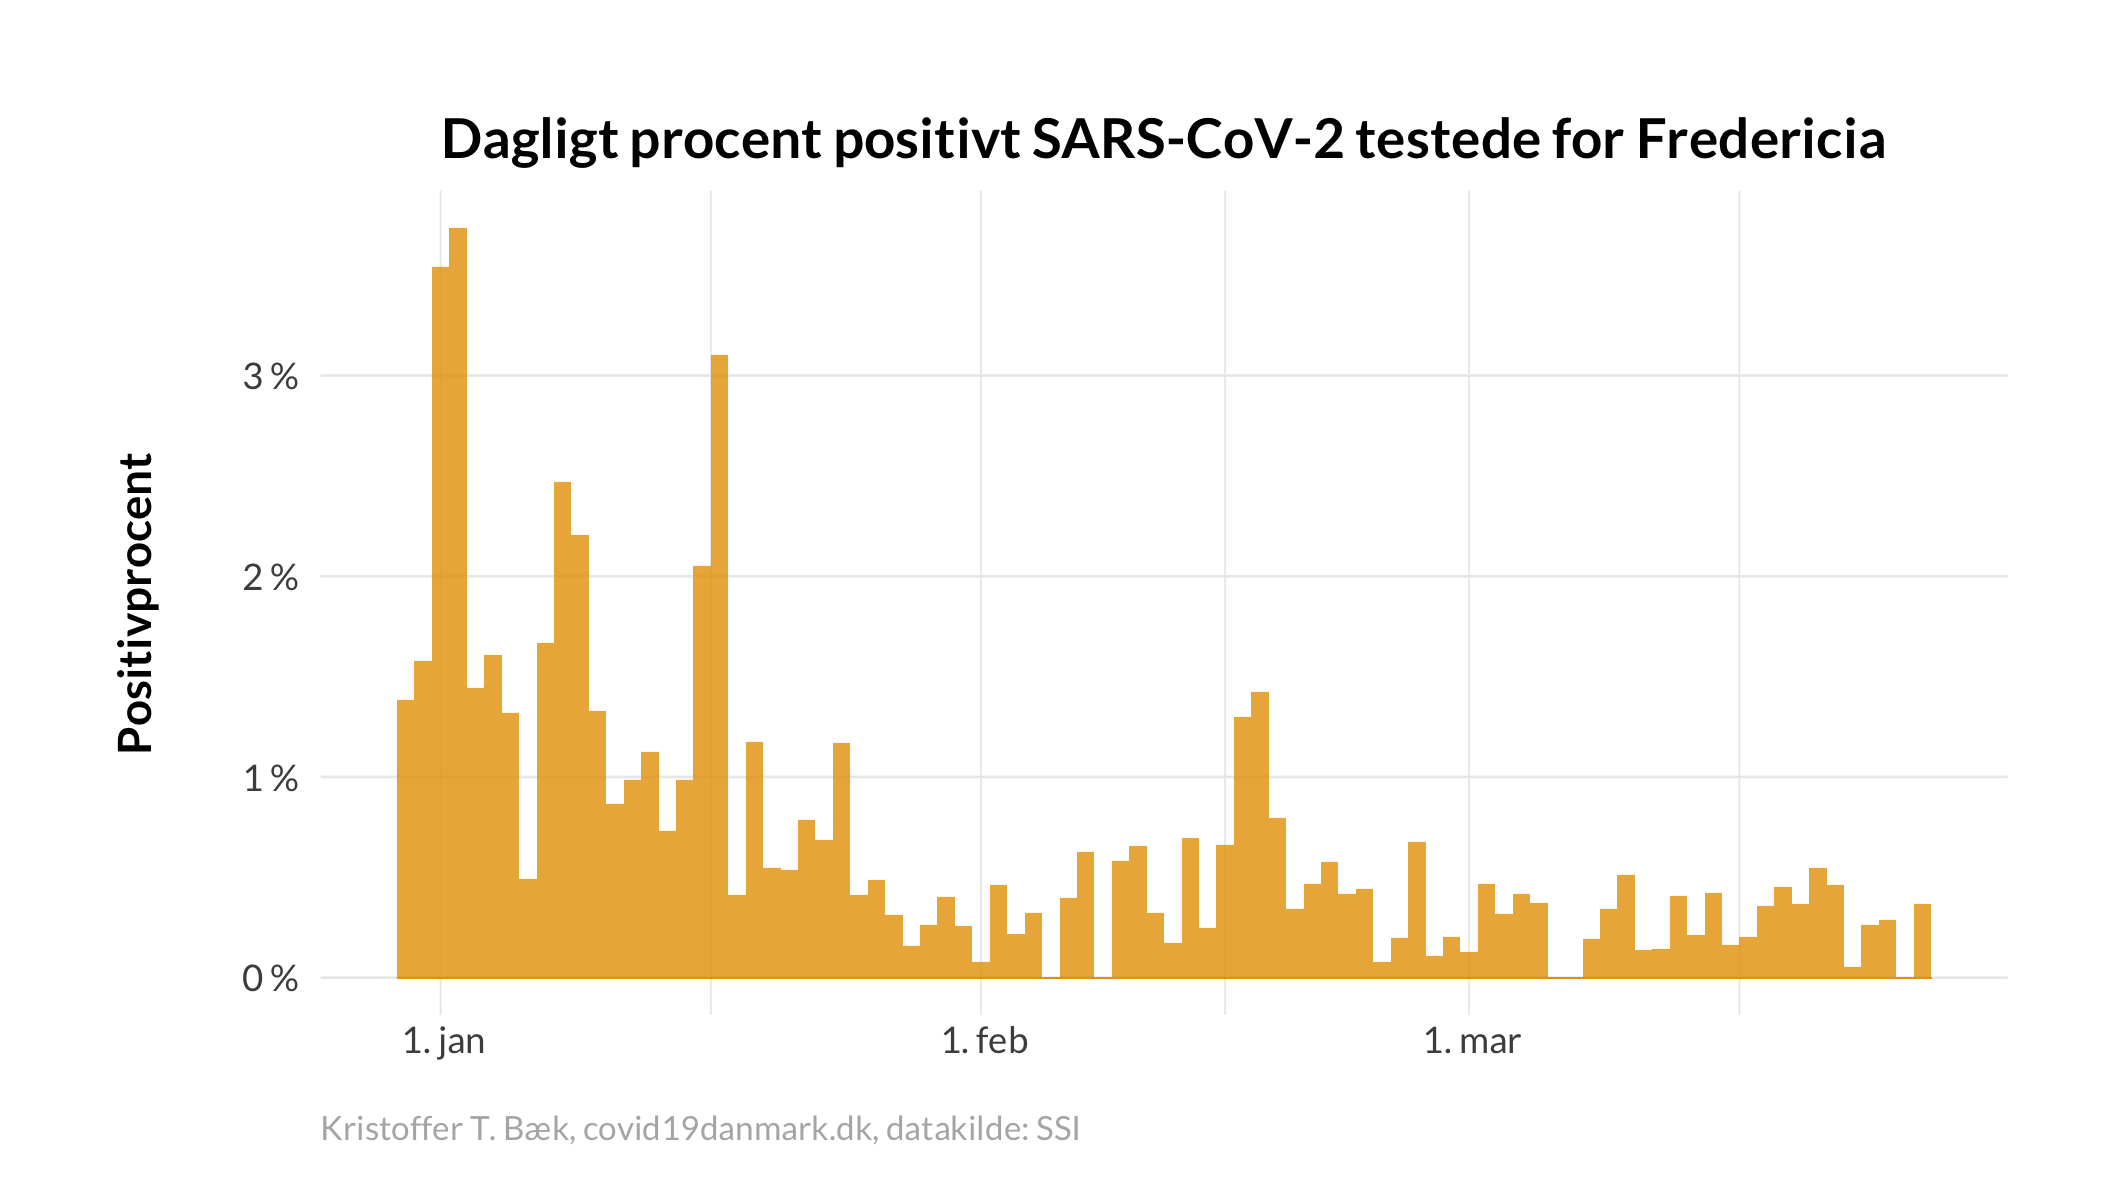 Dagligt procent positivt SARS-CoV-2 testede for Fredericia
Positivprocent
3 %
2 %
1 %
0 %
1. jan
1. feb
1. mar
Kristoffer T. Bæk, covid19danmark.dk, datakilde: SSI